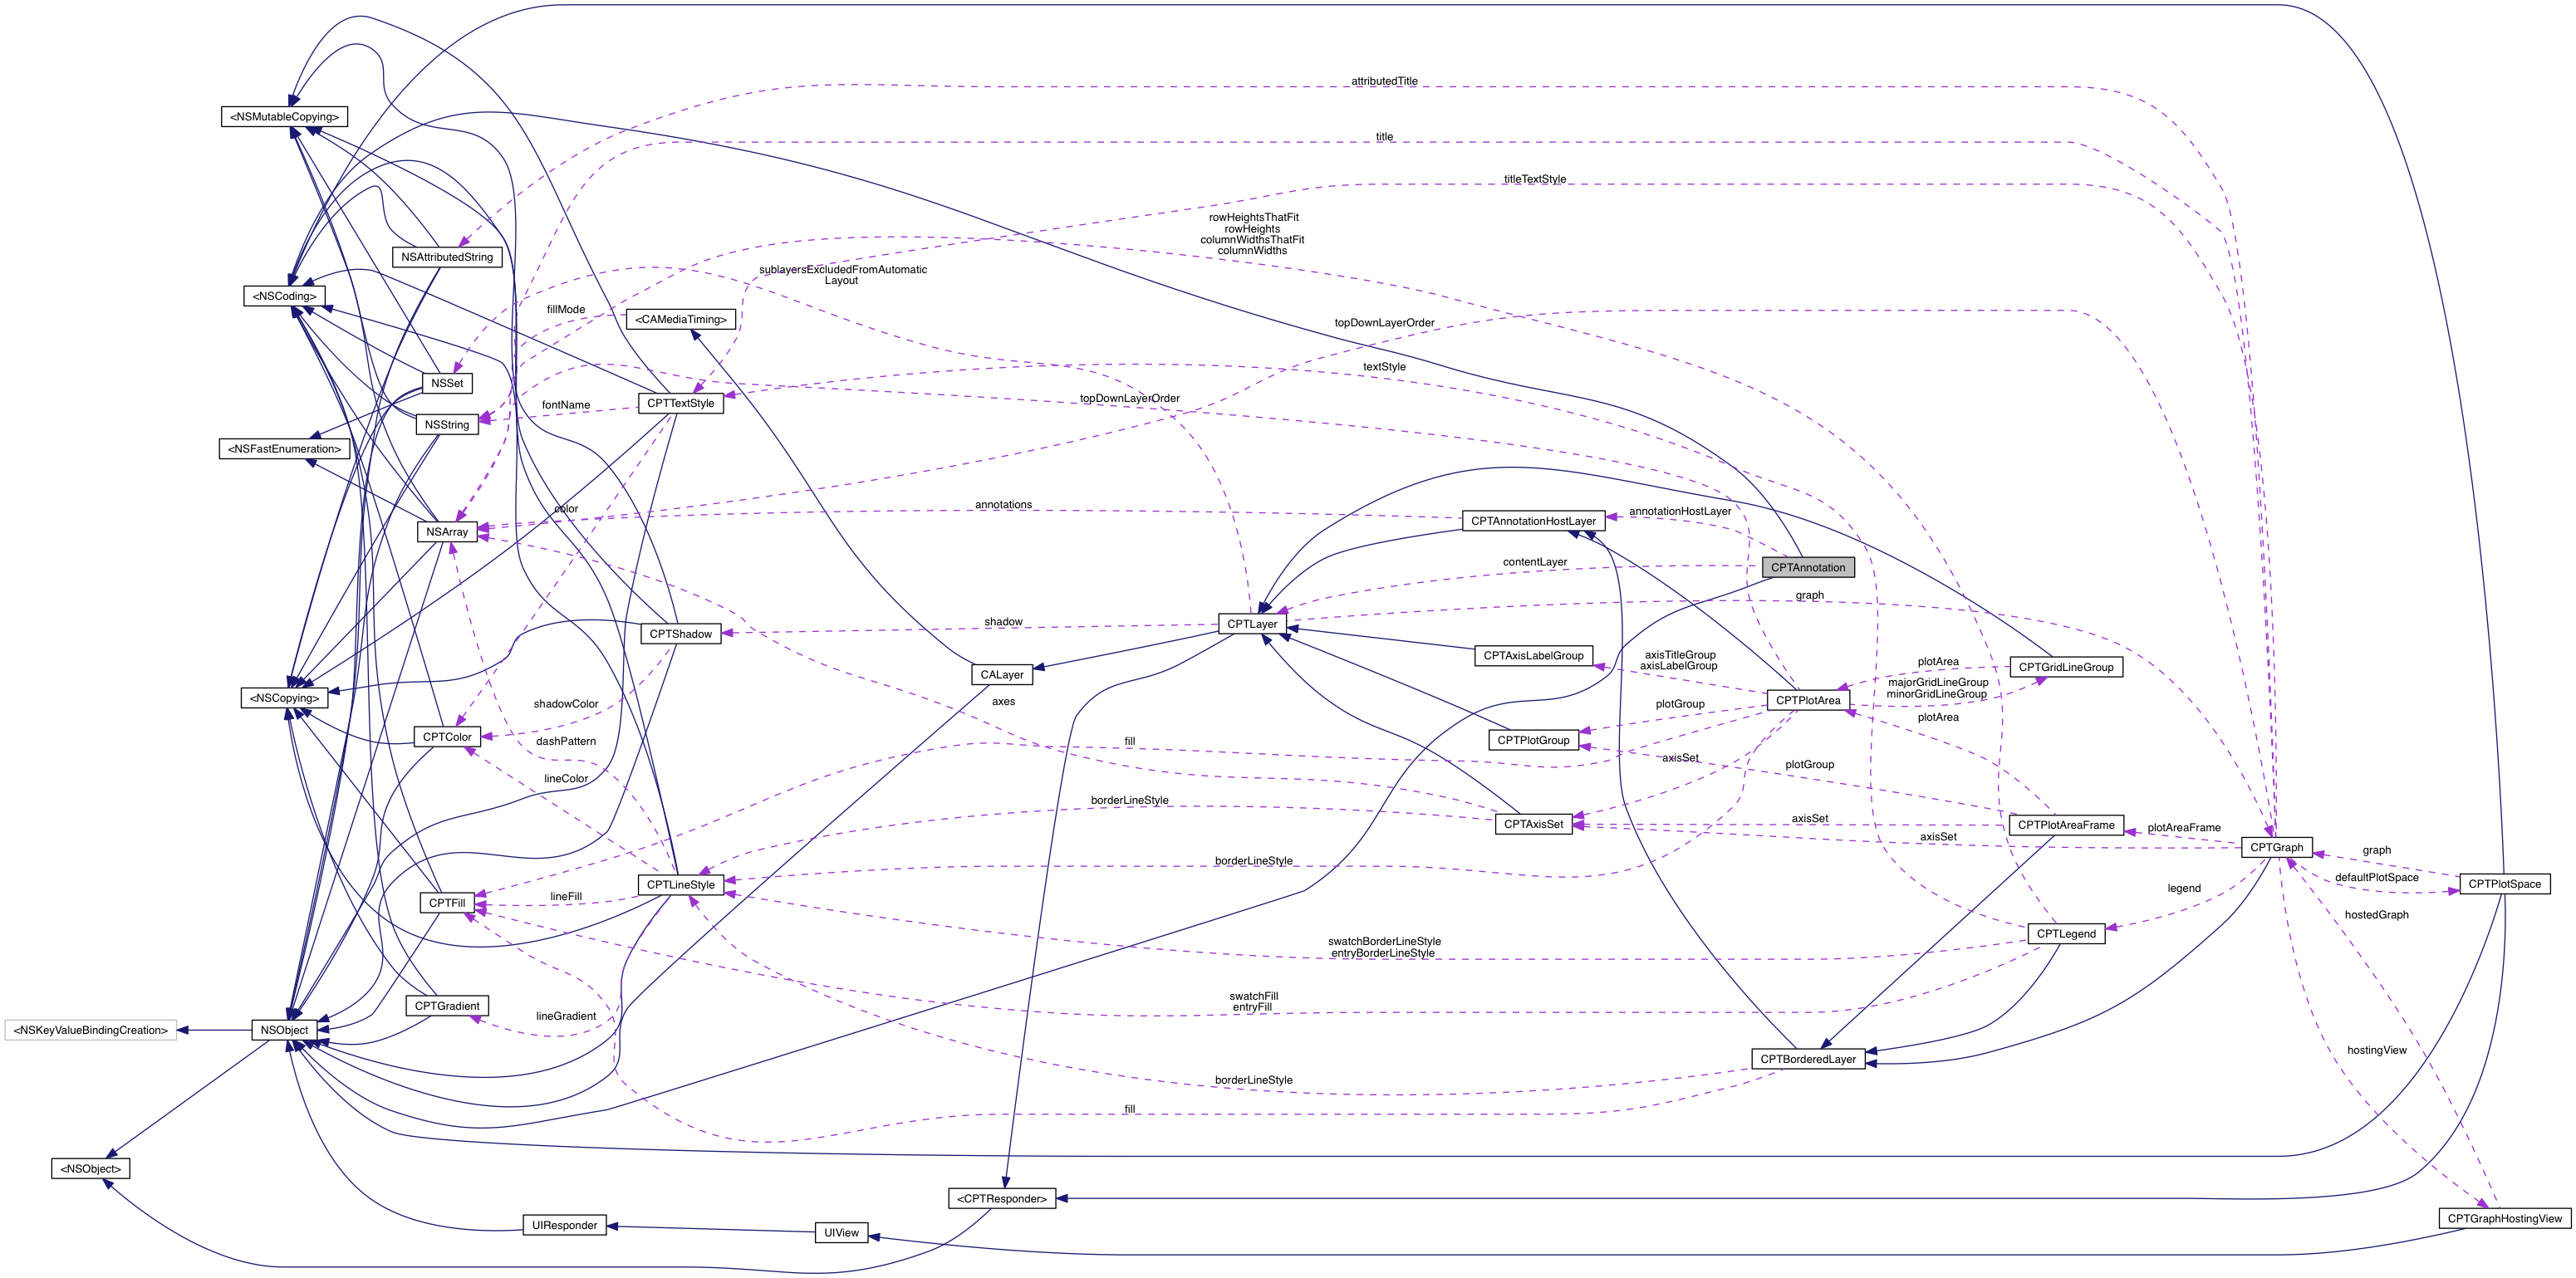 attributedTitle
<NSMutableCopying>
title
titleTextStyle
rowHeightsThatFit
rowHeights
columnWidthsThatFit
columnWidths
NSAttributedString
sublayersExcludedFromAutomatic
Layout
<NSCoding>
fillMode
<CAMediaTiming>
topDownLayerOrder
textStyle
NSSet
topDownLayerOrder
fontName
CPTTextStyle
NSString
<NSFastEnumeration>
color
annotations
NSArray
CPTAnnotationHostLayer
annotationHostLayer
contentLayer
CPTAnnotation
graph
shadow
CPTLayer
CPTShadow
CPTAxisLabelGroup
axisTitleGroup
axisLabelGroup
plotArea
CPTGridLineGroup
CALayer
majorGridLineGroup
minorGridLineGroup
<NSCopying>
shadowColor
axes
plotGroup
CPTPlotArea
plotArea
CPTColor
dashPattern
fill
CPTPlotGroup
axisSet
plotGroup
lineColor
borderLineStyle
CPTAxisSet
axisSet
CPTPlotAreaFrame
plotAreaFrame
axisSet
CPTGraph
graph
borderLineStyle
defaultPlotSpace
CPTPlotSpace
CPTLineStyle
legend
lineFill
CPTFill
hostedGraph
CPTLegend
swatchBorderLineStyle
entryBorderLineStyle
swatchFill
entryFill
CPTGradient
lineGradient
<NSKeyValueBindingCreation>
NSObject
hostingView
CPTBorderedLayer
borderLineStyle
fill
<NSObject>
<CPTResponder>
UIResponder
UIView
CPTGraphHostingView